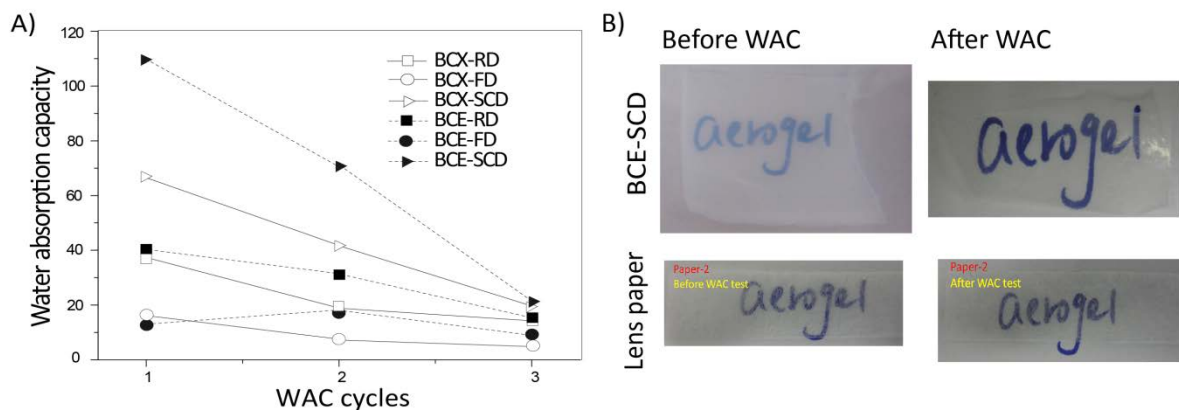 A)
120
100
80
60
40
20
0
Water absorption capacity
1
2
3
WAC cycles
BCX-RD
BCX-FD
BCX-SCD
BCE-RD
BCE-FD
BCE-SCD
B)
Before WAC
After WAC
BCE-SCD
aerogel
aerogel
Lens paper
Paper-2
Before WAC test
aerogel
Paper-2
After WAC test
aerogel